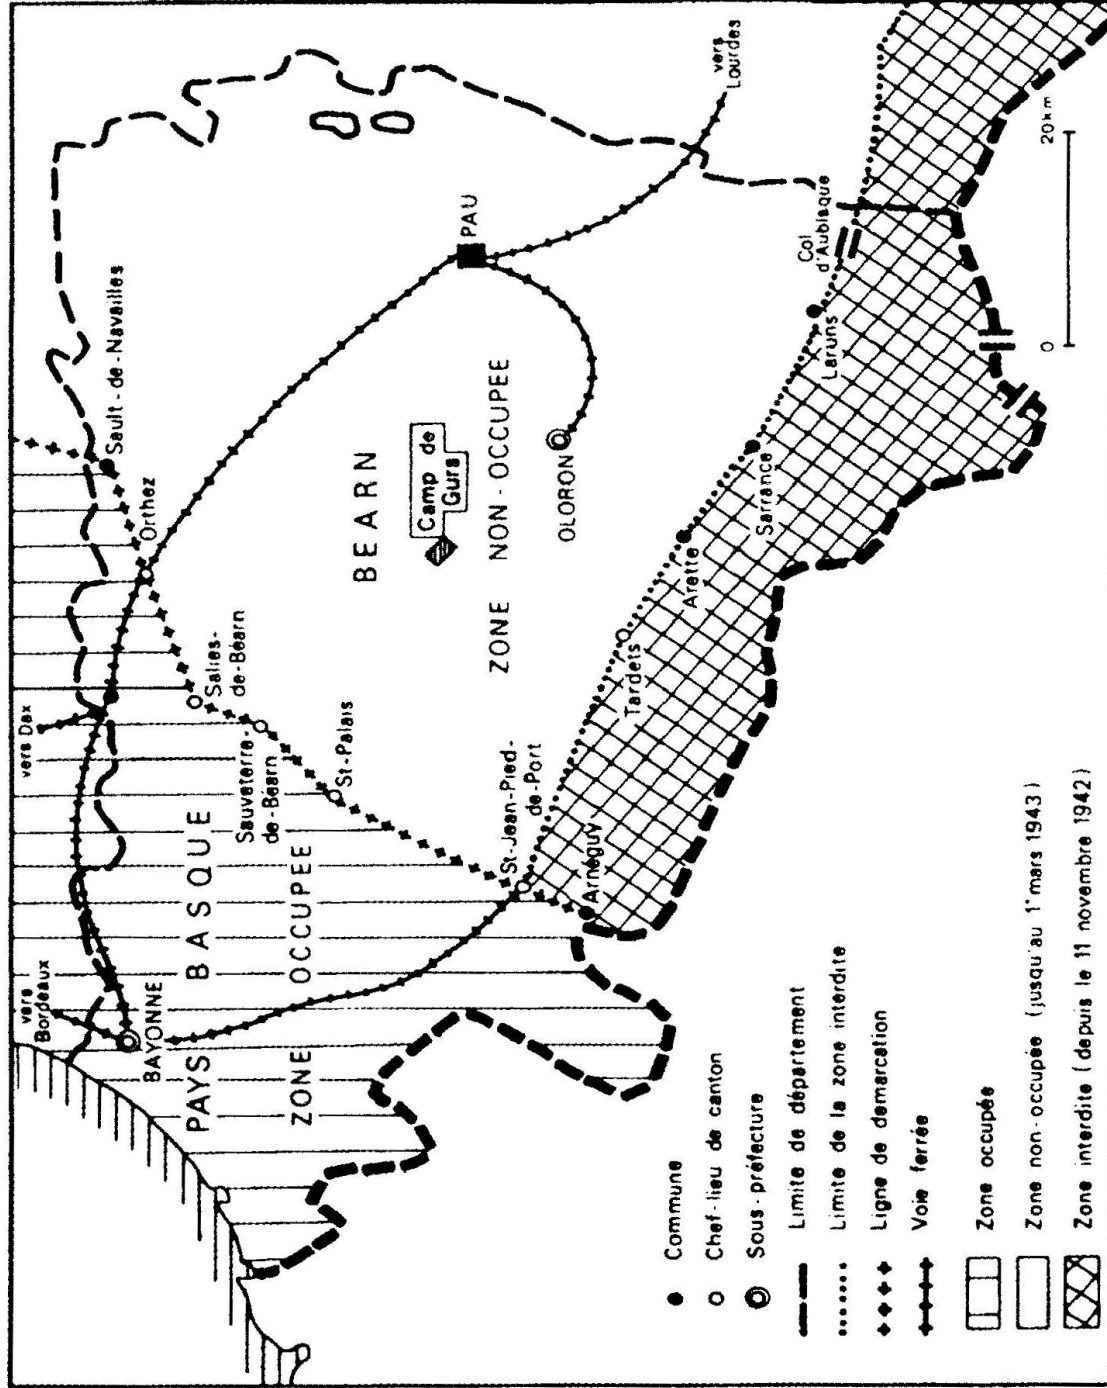 vers
Bordeaux
vers Dax
Sault-de-Navailles
Orthez
BAYONNE
PAYS BASQUE
ZONE OCCUPEE
Salies-
de-Béarn
Sauveterre-
de-Béarn
St-Palais
BEARN
Camp de
Gurs
PAU
ZONE NON-OCCUPEE
OLORON
vers
Lourdes
St-Jean-Pied-
de-Port
Arnéguy
Tardets
Arette
Sarrance
Laruns
Col
d'Aubisque
Commune
Chef-lieu de canton
Sous-préfecture
Limite de département
Limite de la zone interdite
Ligne de demarcation
Voie ferrée
Zone occupée
Zone non-occupée (jusqu'au 1ᵉʳ mars 1943)
Zone interdite (depuis le 11 novembre 1942)
0 20km